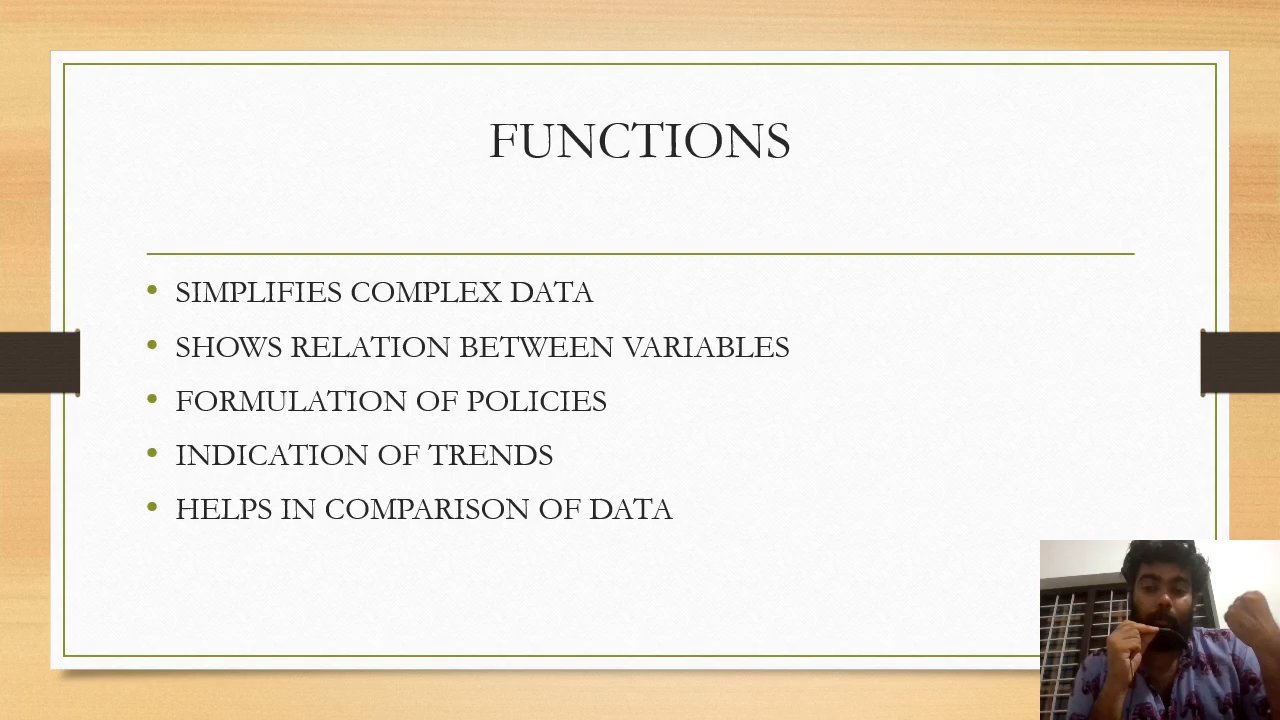 FUNCTIONS
• SIMPLIFIES COMPLEX DATA
• SHOWS RELATION BETWEEN VARIABLES
• FORMULATION OF POLICIES
• INDICATION OF TRENDS
• HELPS IN COMPARISON OF DATA